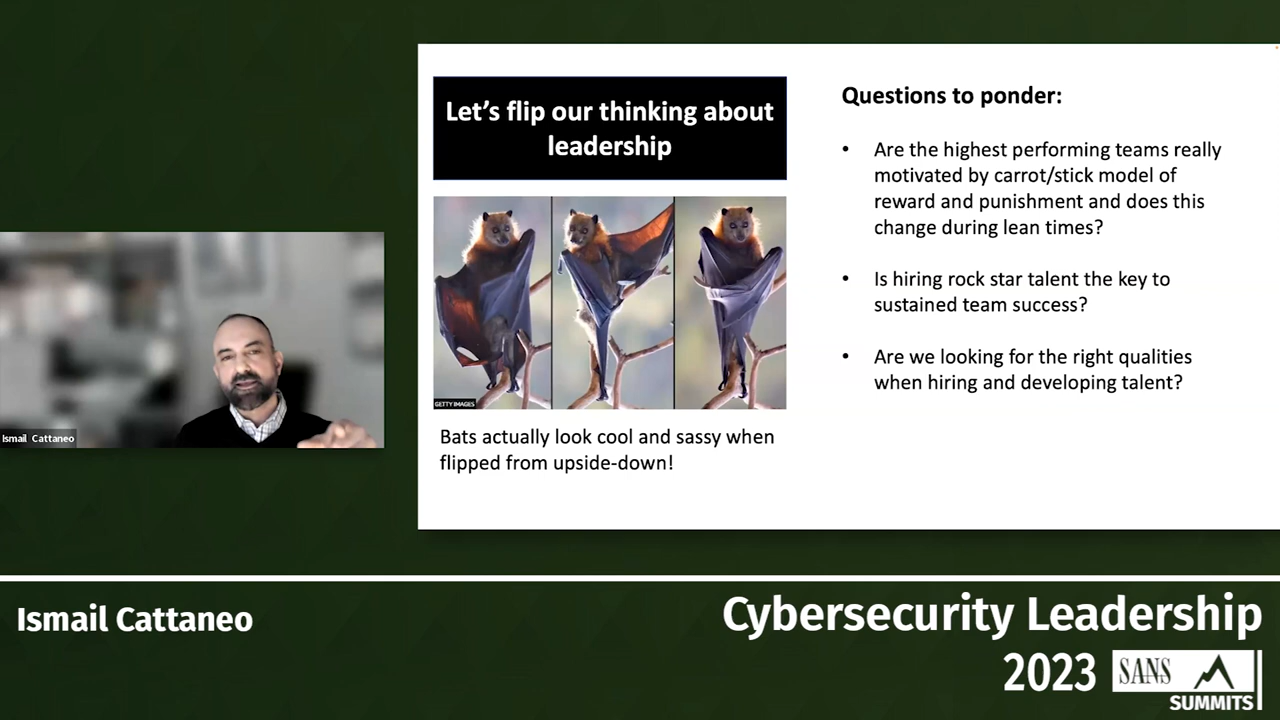 Let's flip our thinking about
leadership
GETTY IMAGES
Bats actually look cool and sassy when
flipped from upside-down!
Questions to ponder:
• Are the highest performing teams really
motivated by carrot/stick model of
reward and punishment and does this
change during lean times?
• Is hiring rock star talent the key to
sustained team success?
• Are we looking for the right qualities
when hiring and developing talent?
Ismail Cattaneo
Ismail Cattaneo
Cybersecurity Leadership
2023 SANS
SUMMITS